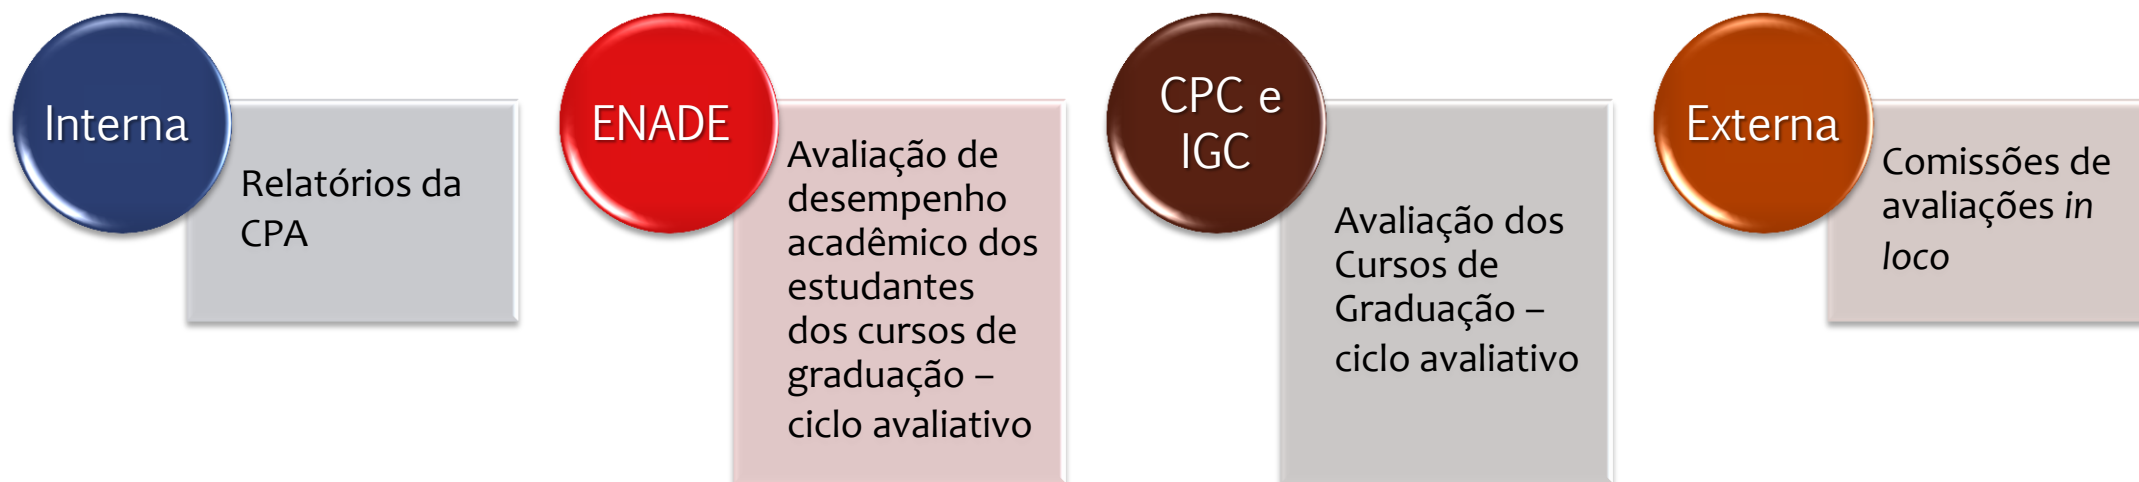 Interna
Relatórios da
CPA
ENADE
Avaliação de
desempenho
acadêmico dos
estudantes
dos cursos de
graduação –
ciclo avaliativo
CPC e
IGC
Avaliação dos
Cursos de
Graduação –
ciclo avaliativo
Externa
Comissões de
avaliações in
loco